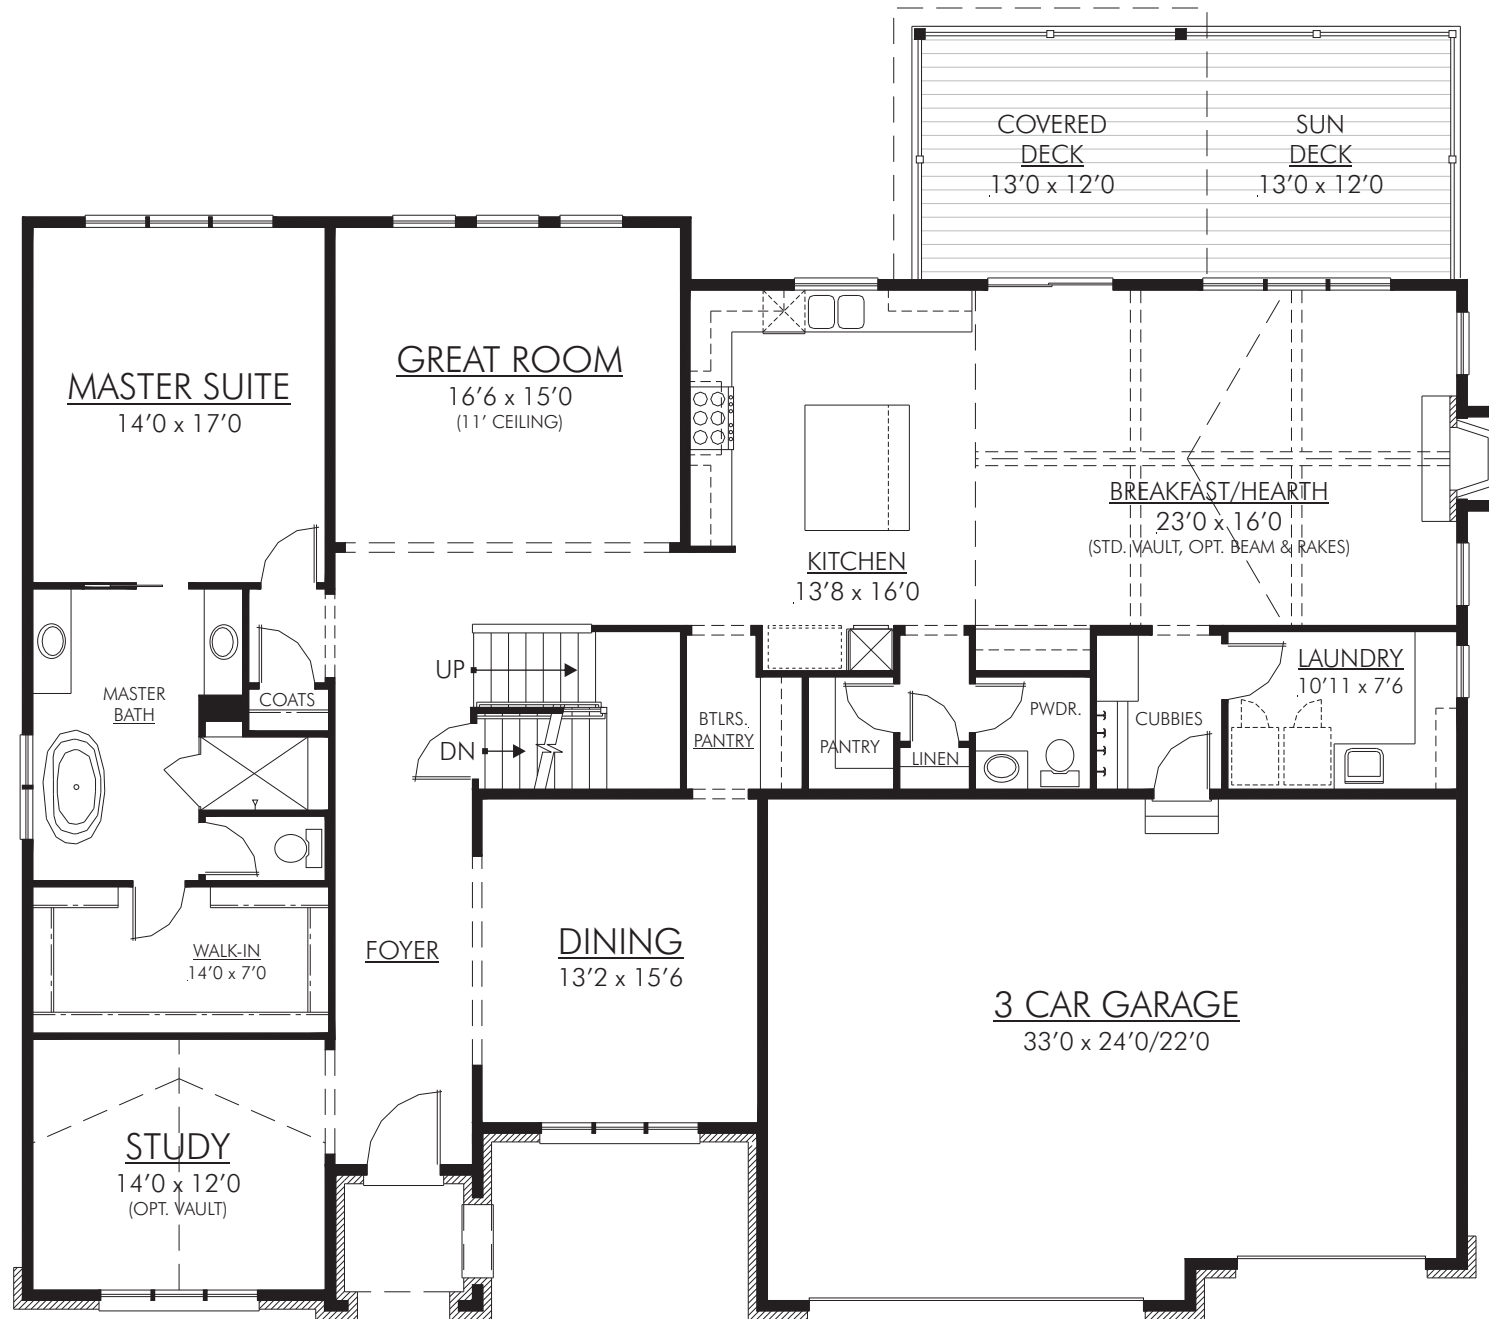 COVERED
DECK
13'0 x 12'0
SUN
DECK
13'0 x 12'0
MASTER SUITE
14'0 x 17'0
GREAT ROOM
16'6 x 15'0
(11' CEILING)
BREAKFAST/HEARTH
23'0 x 16'0
(STD. VAULT, OPT. BEAM & RAKES)
KITCHEN
13'8 x 16'0
UP
DN
MASTER
BATH
COATS
BTLRS.
PANTRY
PANTRY
LINEN
PWDR.
CUBBIES
LAUNDRY
10'11 x 7'6
WALK-IN
14'0 x 7'0
FOYER
DINING
13'2 x 15'6
3 CAR GARAGE
33'0 x 24'0/22'0
STUDY
14'0 x 12'0
(OPT. VAULT)